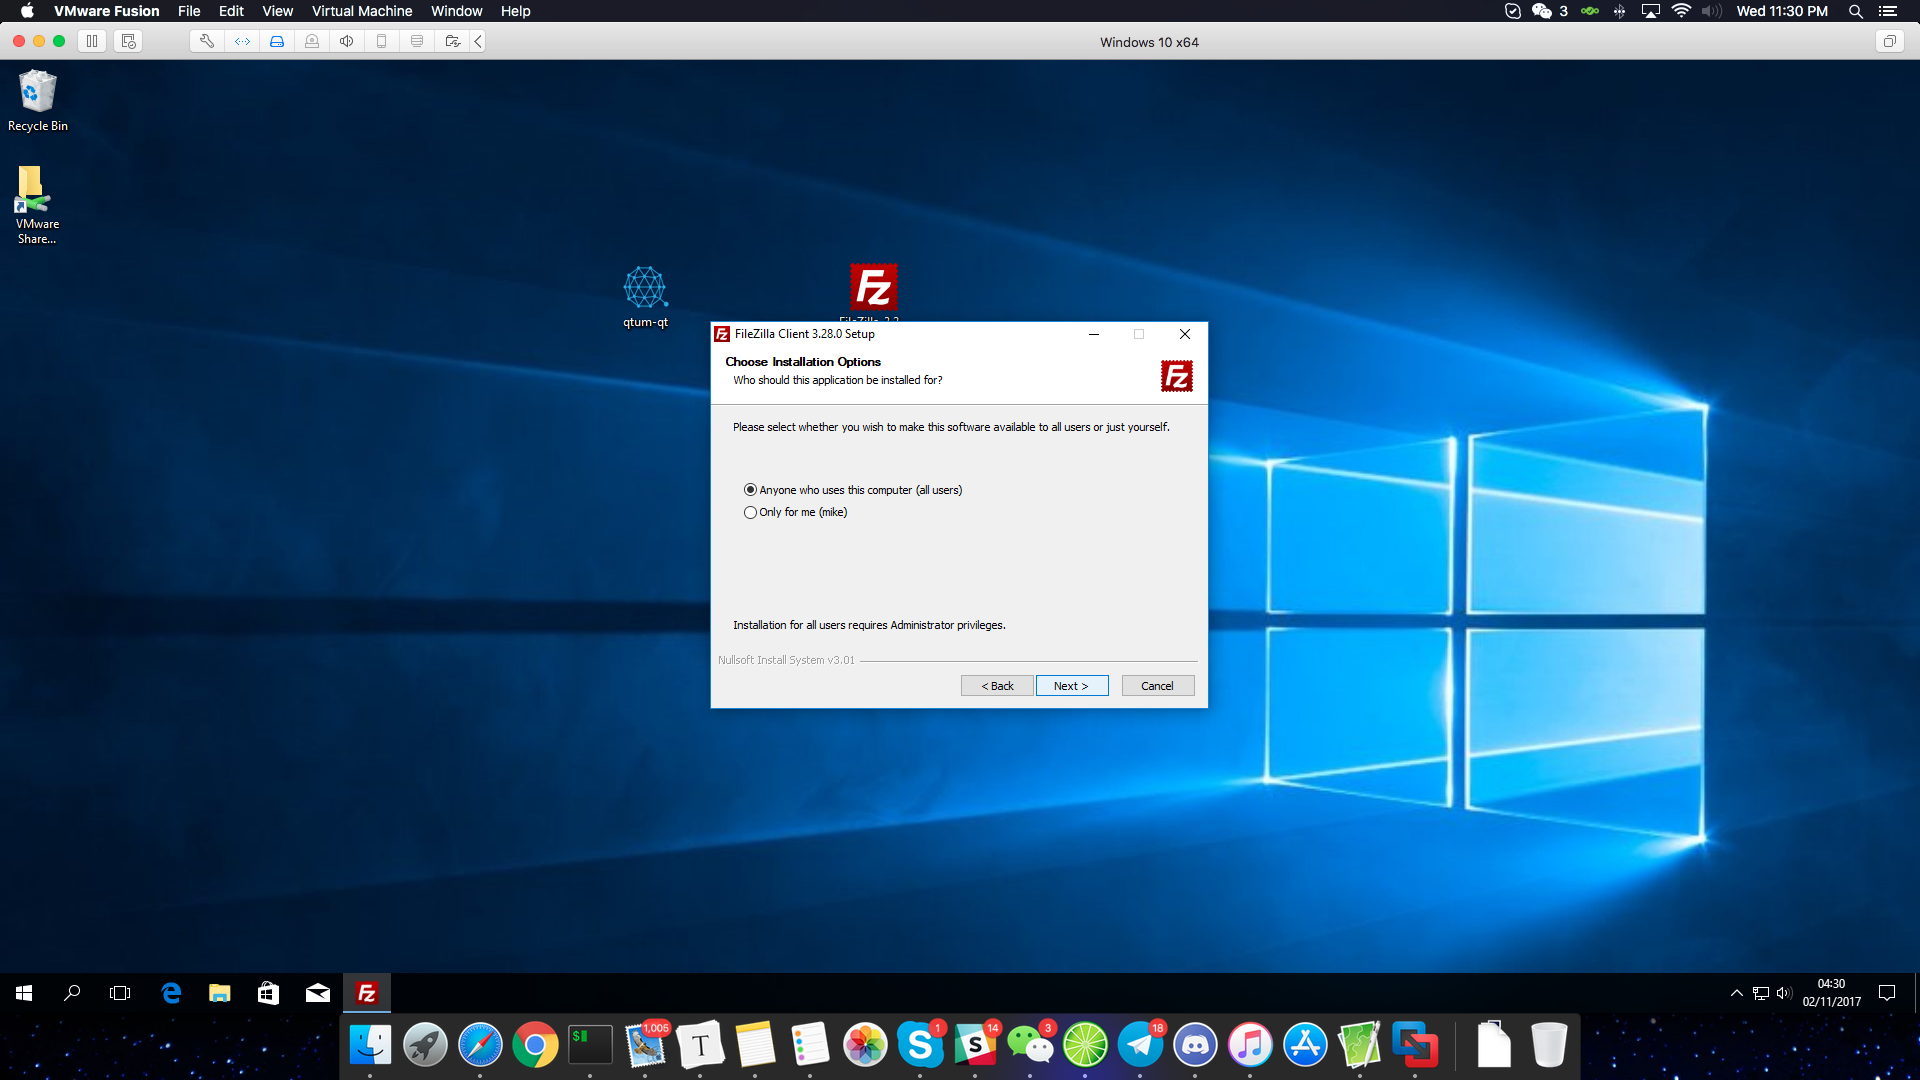 VMware Fusion File Edit View Virtual Machine Window Help 3 Wed 11:30 PM
Windows 10 x64
Recycle Bin
VMware
Share...
qtum-qt
Fz
FileZilla Client 3.28.0 Setup
Choose Installation Options
Who should this application be installed for?
Fz
Please select whether you wish to make this software available to all users or just yourself.
Anyone who uses this computer (all users)
Only for me (mike)
Installation for all users requires Administrator privileges.
Nullsoft Install System v3.01
< Back Next > Cancel
Fz
04:30
02/11/2017
1,005 1 14 3 18
$ T S S